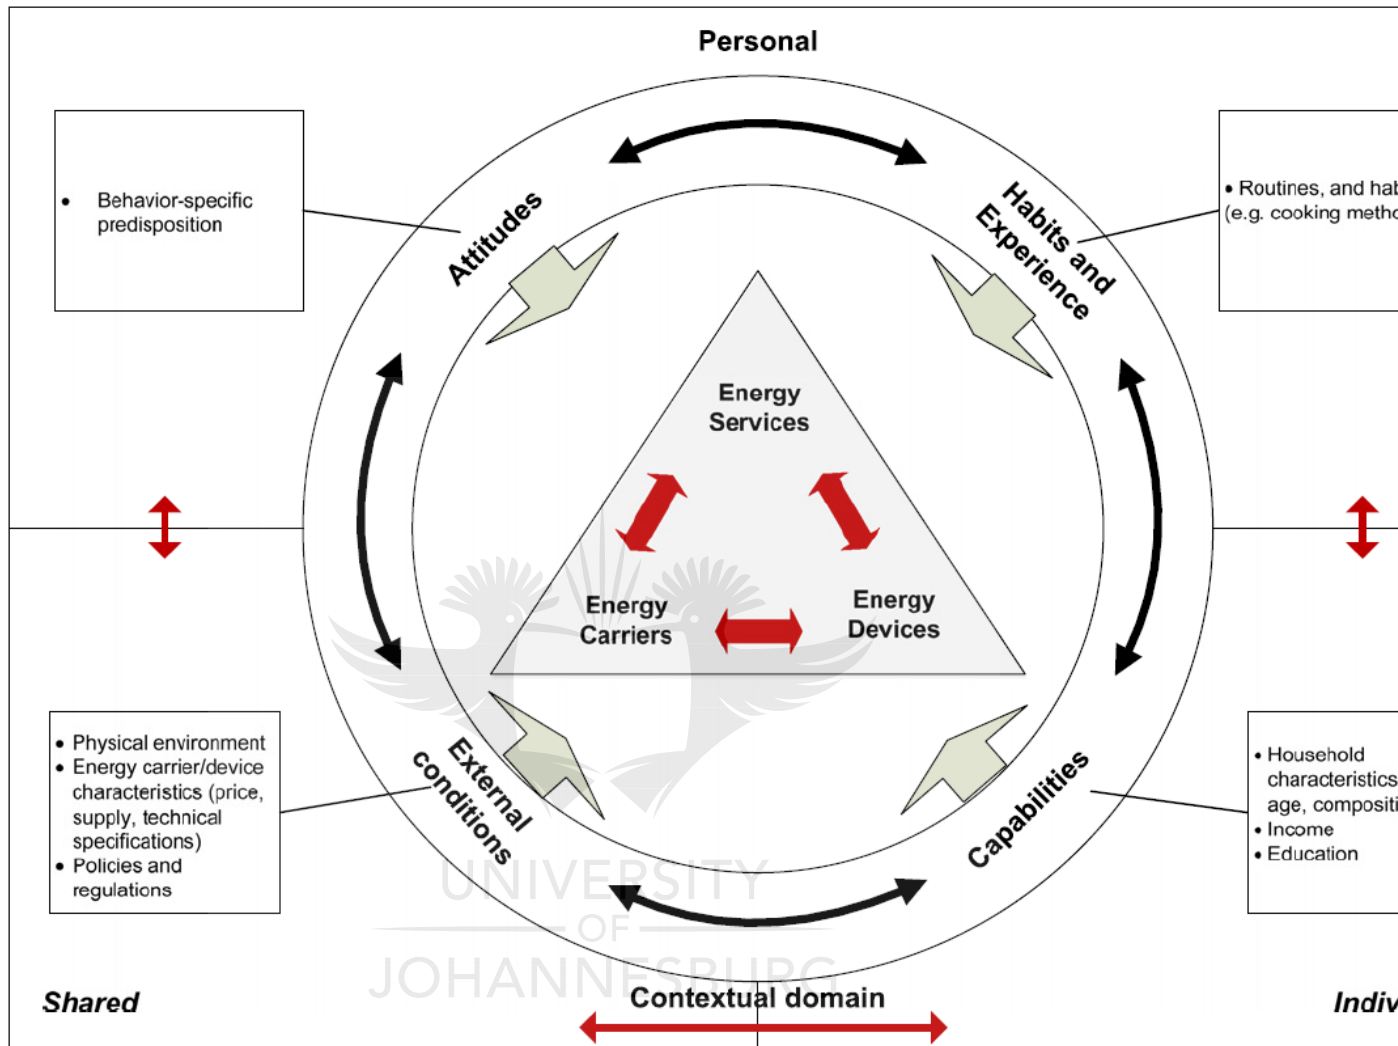 Personal
• Behavior-specific
predisposition
Attitudes
Habits and
Experience
• Routines, and hab
(e.g. cooking metho
Energy
Services
Energy
Carriers
Energy
Devices
• Physical environment
• Energy carrier/device
characteristics (price,
supply, technical
specifications)
• Policies and
regulations
External
conditions
Capabilities
• Household
characteristics
age, compositi
• Income
• Education
UNIVERSITY
OF
JOHANNESBURG
Shared
Contextual domain
Indiv